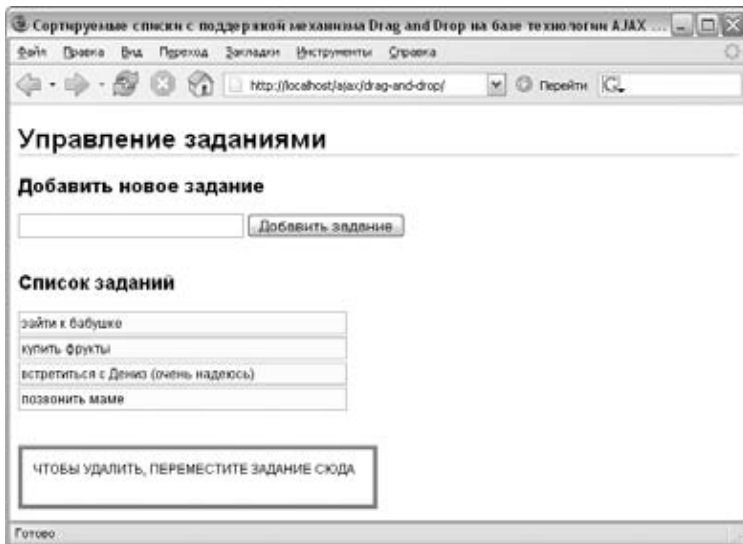 Сортируемые списки с поддержкой механизма Drag and Drop на базе технологии AJAX ...
Файл Правка Вид Переход Закладки Инструменты Справка
http://localhost/ajax/drag-and-drop/ Перейти G
Управление заданиями
Добавить новое задание
Добавить задание
Список заданий
зайти к бабушке
купить фрукты
встретиться с Дениз (очень надеюсь)
позвонить маме
ЧТОБЫ УДАЛИТЬ, ПЕРЕМЕСТИТЕ ЗАДАНИЕ СЮДА
Готово